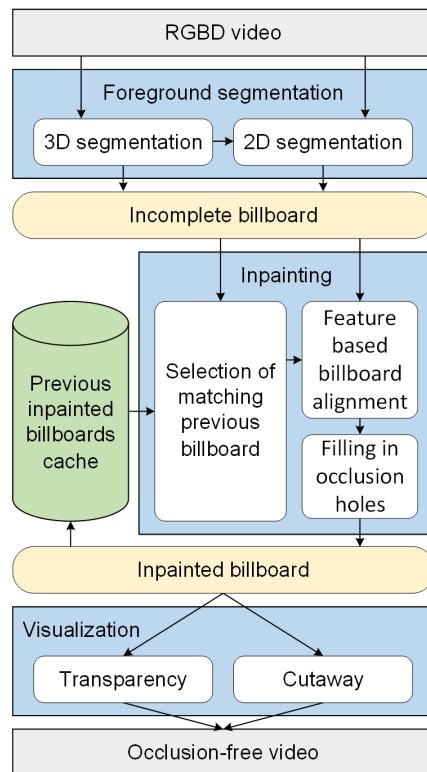 RGBD video
Foreground segmentation
3D segmentation
2D segmentation
Incomplete billboard
Inpainting
Previous
inpainted
billboards
cache
Selection of
matching
previous
billboard
Feature
based
billboard
alignment
Filling in
occlusion
holes
Inpainted billboard
Visualization
Transparency
Cutaway
Occlusion-free video